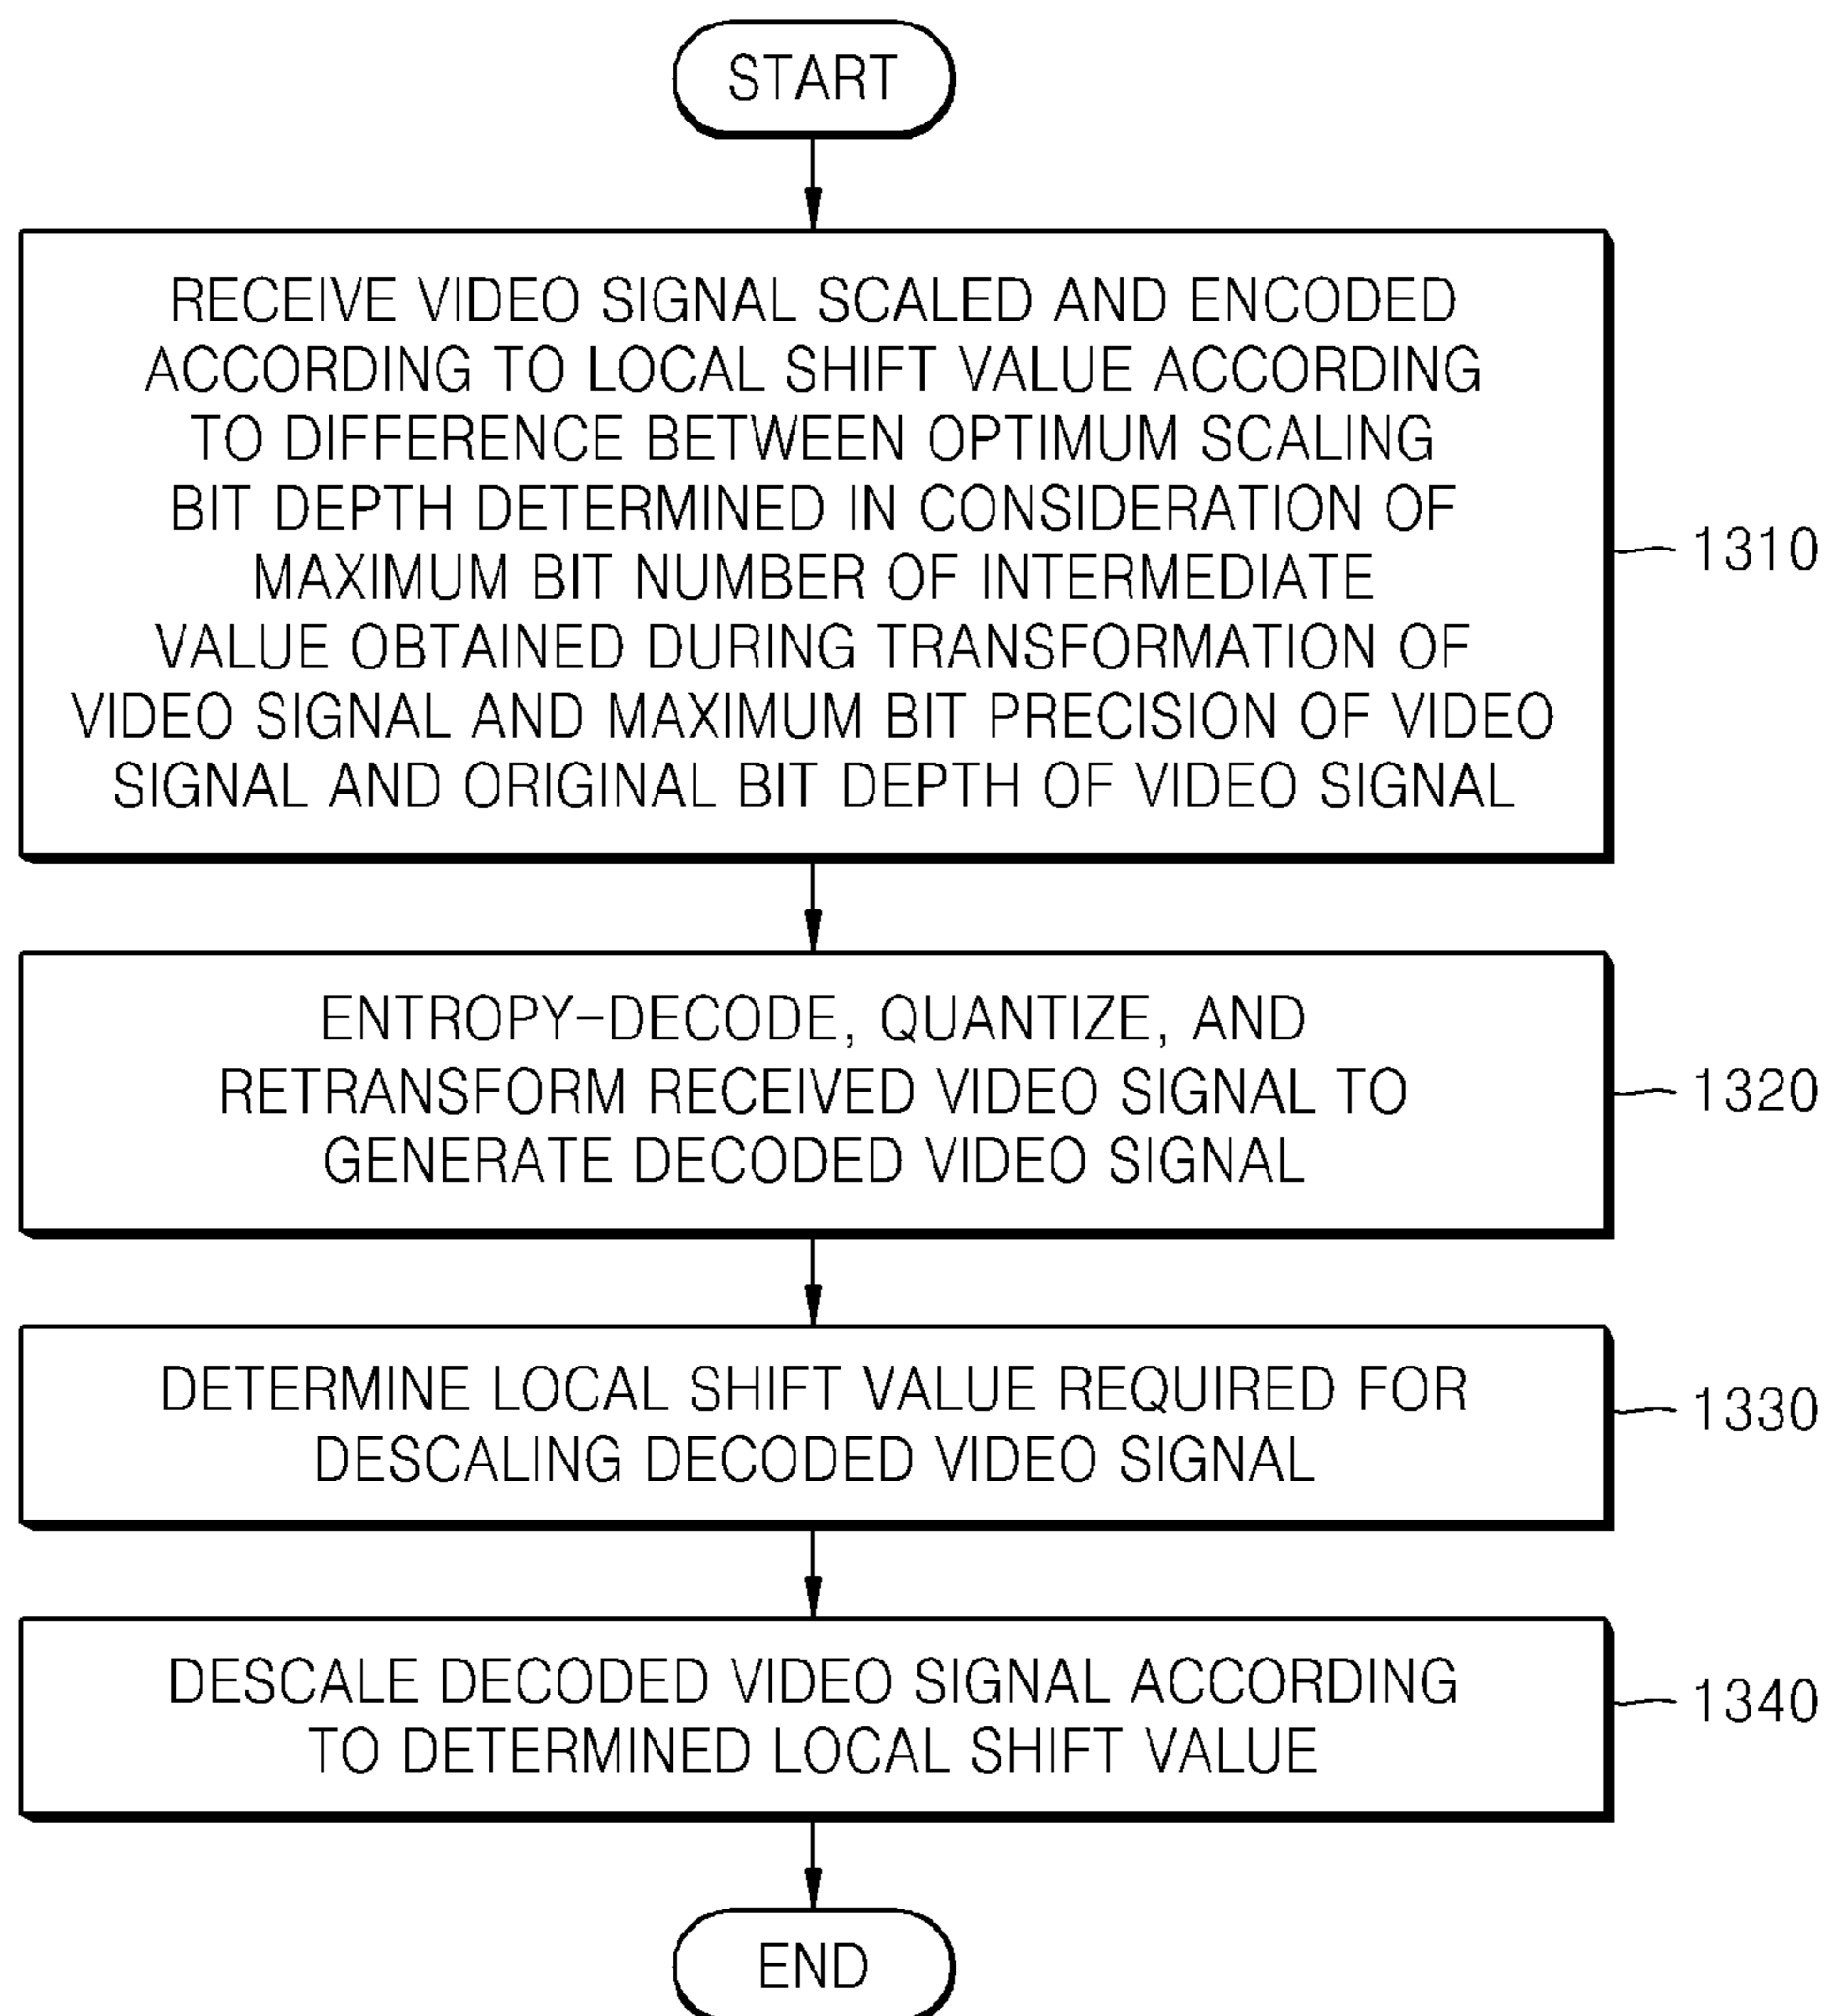 START
RECEIVE VIDEO SIGNAL SCALED AND ENCODED
ACCORDING TO LOCAL SHIFT VALUE ACCORDING
TO DIFFERENCE BETWEEN OPTIMUM SCALING
BIT DEPTH DETERMINED IN CONSIDERATION OF
MAXIMUM BIT NUMBER OF INTERMEDIATE
VALUE OBTAINED DURING TRANSFORMATION OF
VIDEO SIGNAL AND MAXIMUM BIT PRECISION OF VIDEO
SIGNAL AND ORIGINAL BIT DEPTH OF VIDEO SIGNAL
1310
ENTROPY-DECODE, QUANTIZE, AND
RETRANSFORM RECEIVED VIDEO SIGNAL TO
GENERATE DECODED VIDEO SIGNAL
1320
DETERMINE LOCAL SHIFT VALUE REQUIRED FOR
DESCALING DECODED VIDEO SIGNAL
1330
DESCALE DECODED VIDEO SIGNAL ACCORDING
TO DETERMINED LOCAL SHIFT VALUE
1340
END